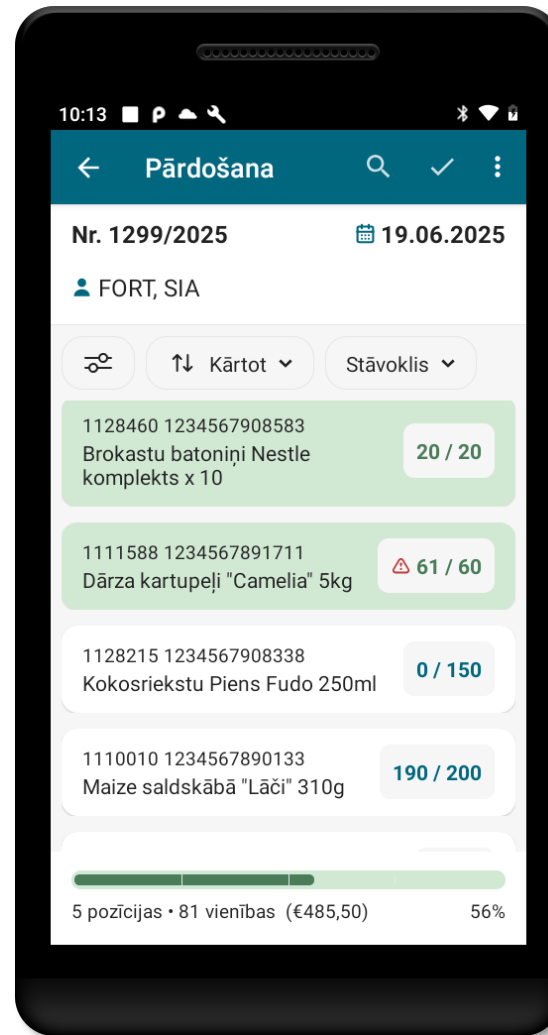 10:13
Pārdošana
Nr. 1299/2025 19.06.2025
FORT, SIA
Kārtot Stāvoklis
1128460 1234567908583
Brokastu batoniņi Nestle
komplekts x 10
20 / 20
1111588 1234567891711
Dārza kartupeļi "Camelia" 5kg
61 / 60
1128215 1234567908338
Kokosriekstu Piens Fudo 250ml
0 / 150
1110010 1234567890133
Maize saldskābā "Lāči" 310g
190 / 200
5 pozīcijas • 81 vienības (€485,50) 56%